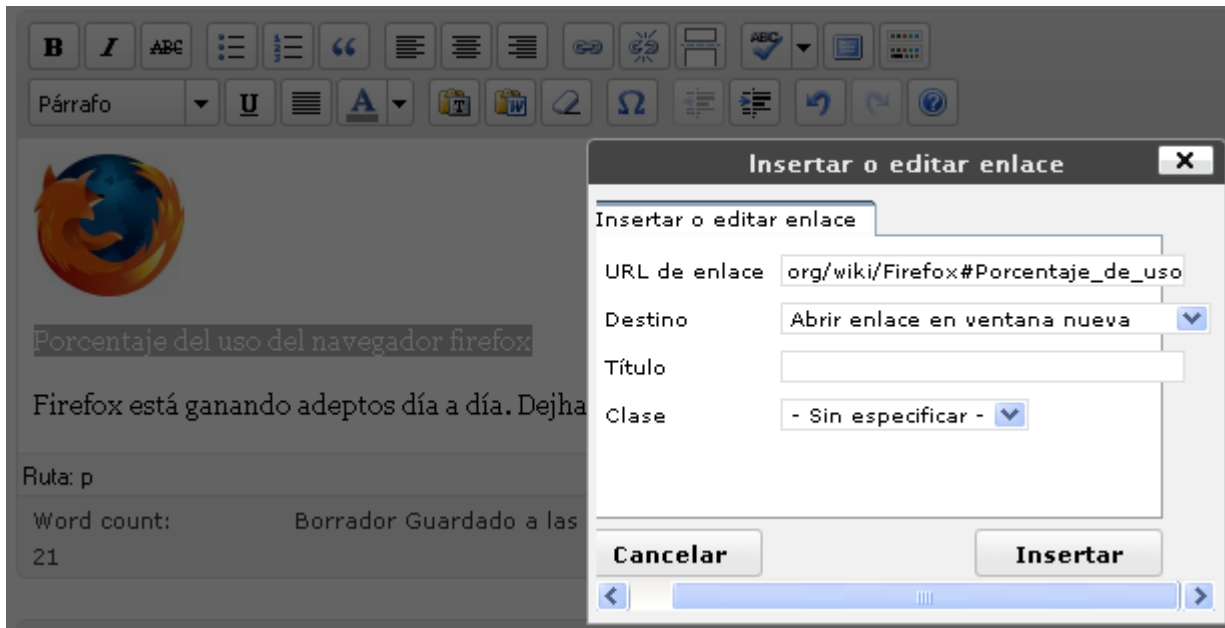 B I ABC ABC
Párrafo U A T W Ω
Insertar o editar enlace X
Insertar o editar enlace
URL de enlace org/wiki/Firefox#Porcentaje_de_uso
Destino Abrir enlace en ventana nueva
Título
Clase - Sin especificar -
Cancelar Insertar
Porcentaje del uso del navegador firefox
Firefox está ganando adeptos día a día. Dejha
Ruta: p
Word count: Borrador Guardado a las
21